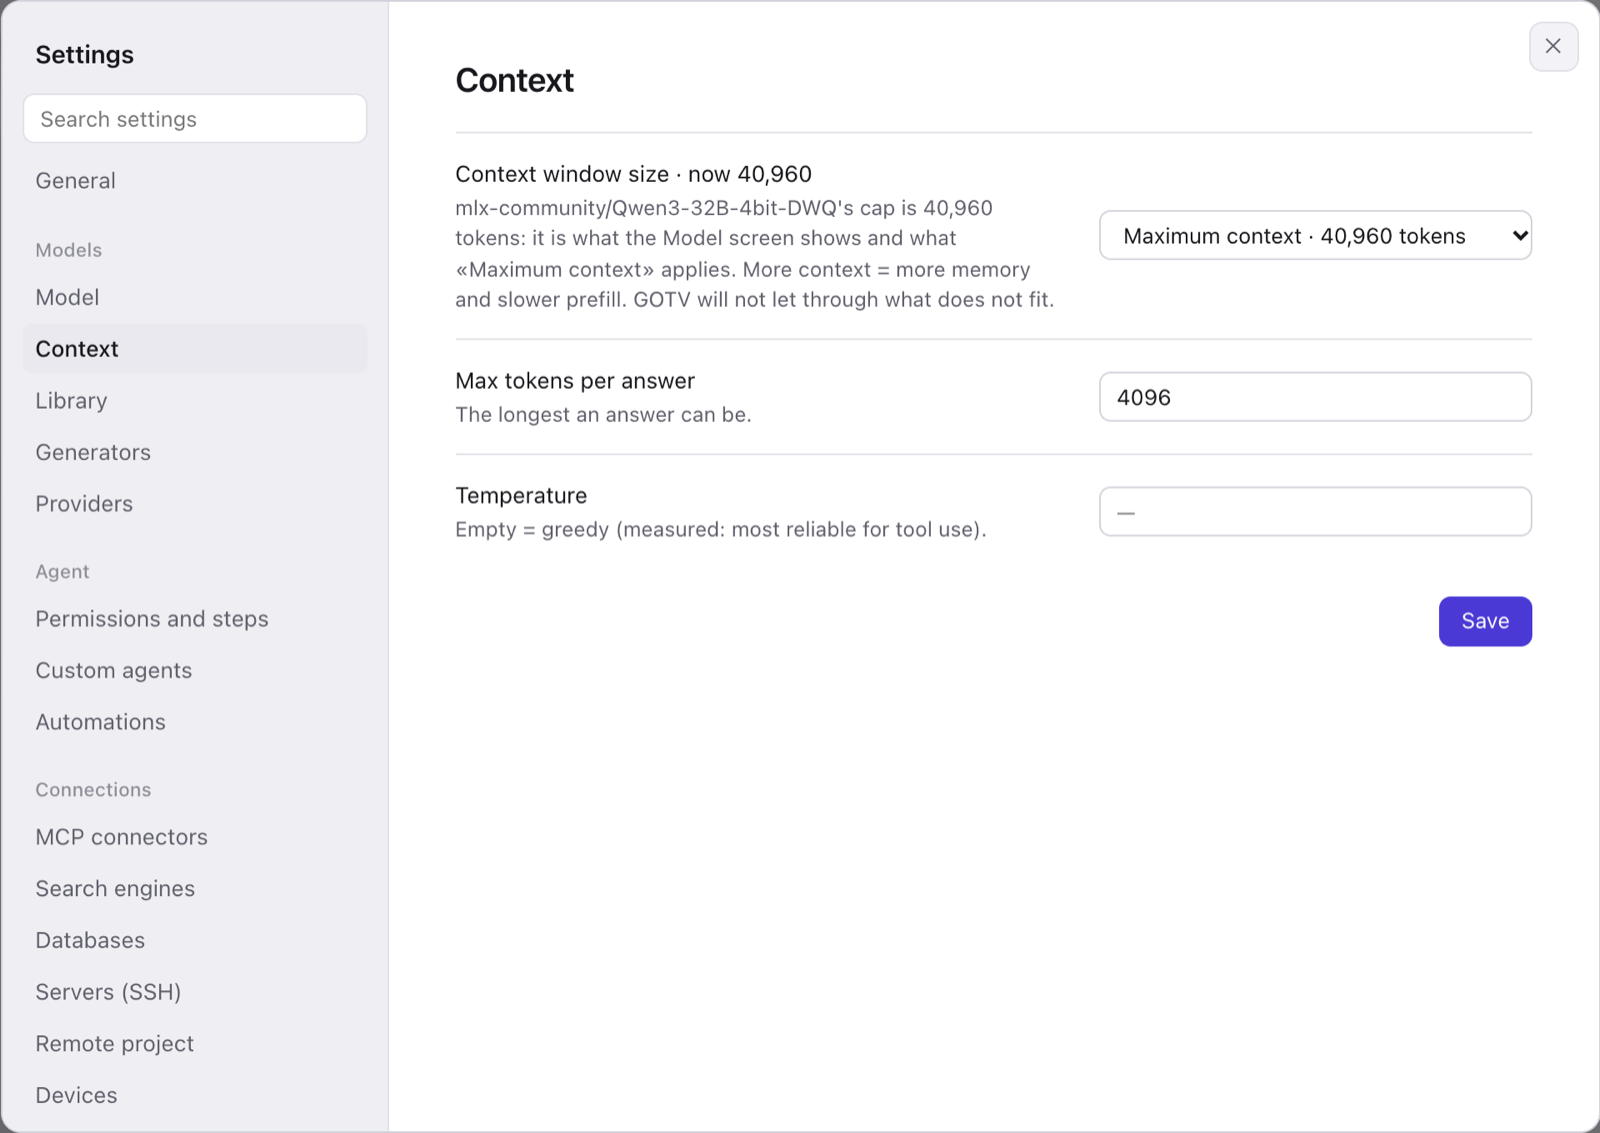 Settings
Search settings
General
Models
Model
Context
Library
Generators
Providers
Agent
Permissions and steps
Custom agents
Automations
Connections
MCP connectors
Search engines
Databases
Servers (SSH)
Remote project
Devices
Context
Context window size · now 40,960
mlx-community/Qwen3-32B-4bit-DWQ's cap is 40,960
tokens: it is what the Model screen shows and what
«Maximum context» applies. More context = more memory
and slower prefill. GOTV will not let through what does not fit.
Maximum context · 40,960 tokens
Max tokens per answer
The longest an answer can be.
4096
Temperature
Empty = greedy (measured: most reliable for tool use).
—
Save